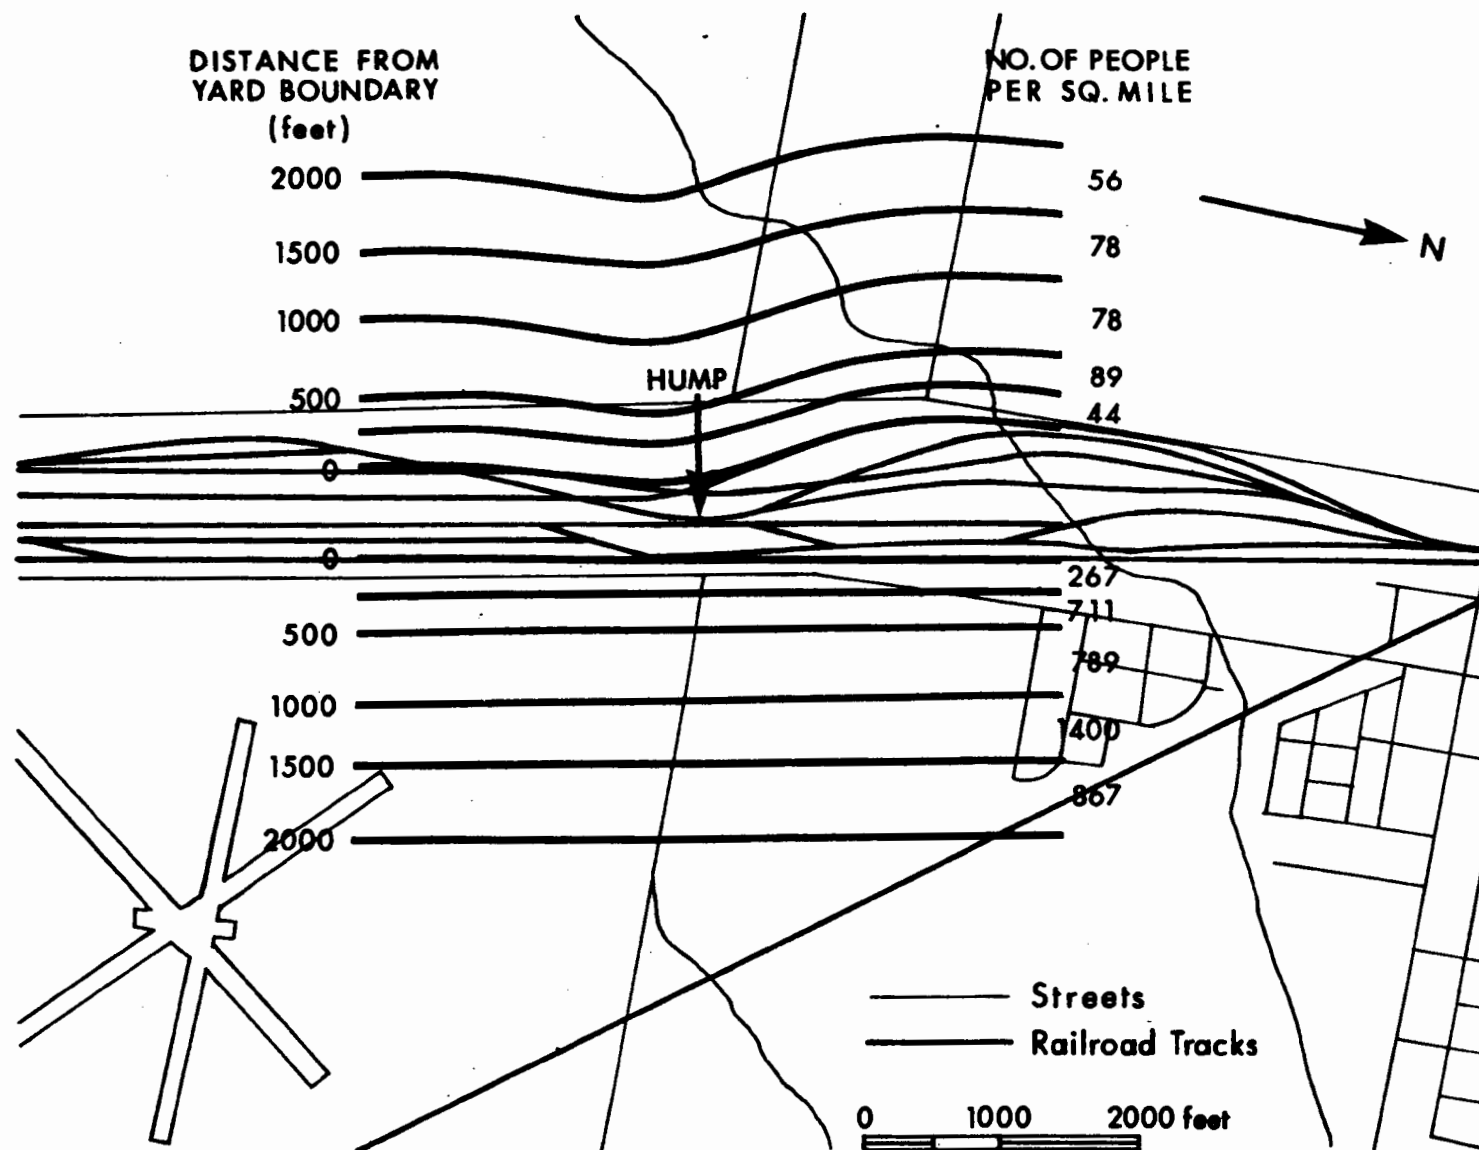 DISTANCE FROM
YARD BOUNDARY
(feet)
NO. OF PEOPLE
PER SQ. MILE
2000
56
N
1500
78
1000
78
HUMP
500
89
44
0
0
267
711
500
789
1000
1400
1500
867
2000
Streets
Railroad Tracks
0 1000 2000 feet